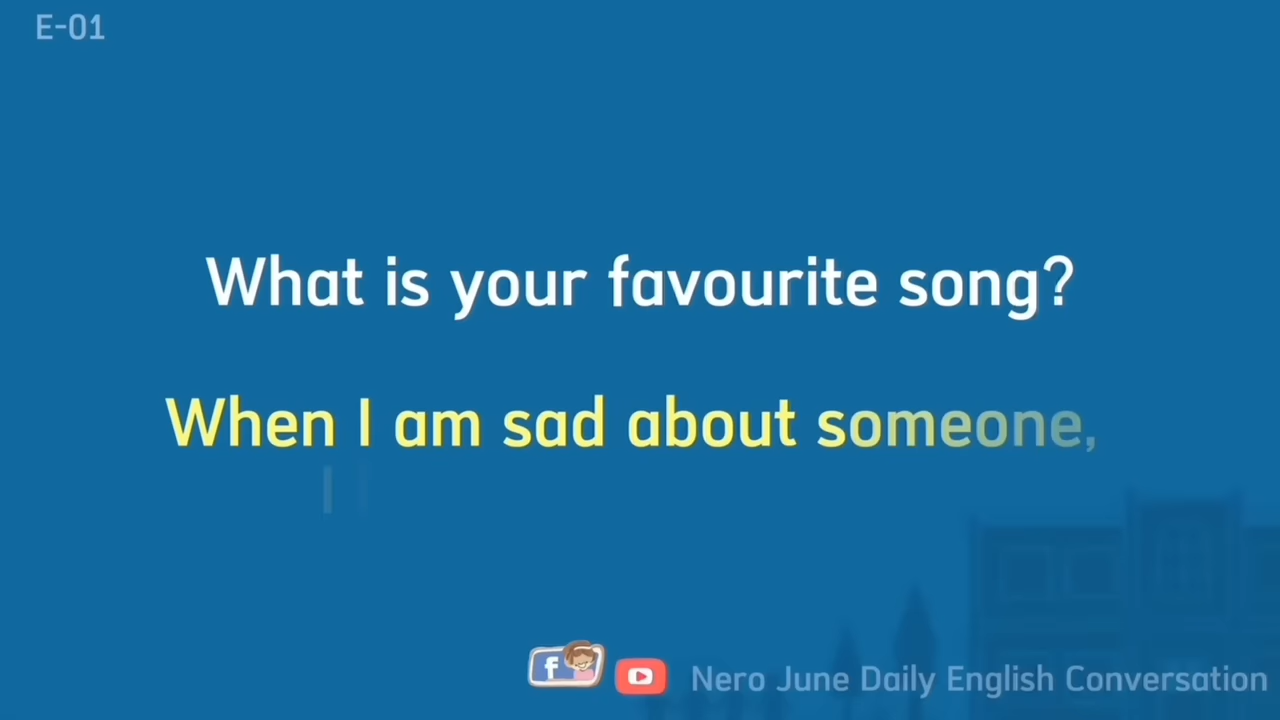 E-01
What is your favourite song?
When I am sad about someone,
I
Nero June Daily English Conversation